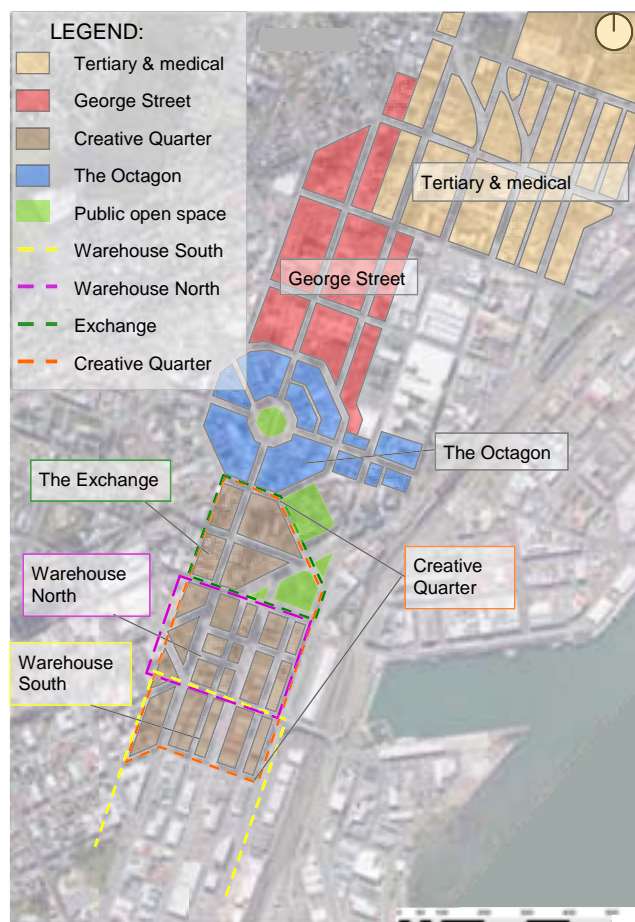 LEGEND:
Tertiary & medical
George Street
Creative Quarter
The Octagon
Public open space
Warehouse South
Warehouse North
Exchange
Creative Quarter
Tertiary & medical
George Street
The Octagon
The Exchange
Creative
Quarter
Warehouse
North
Warehouse
South